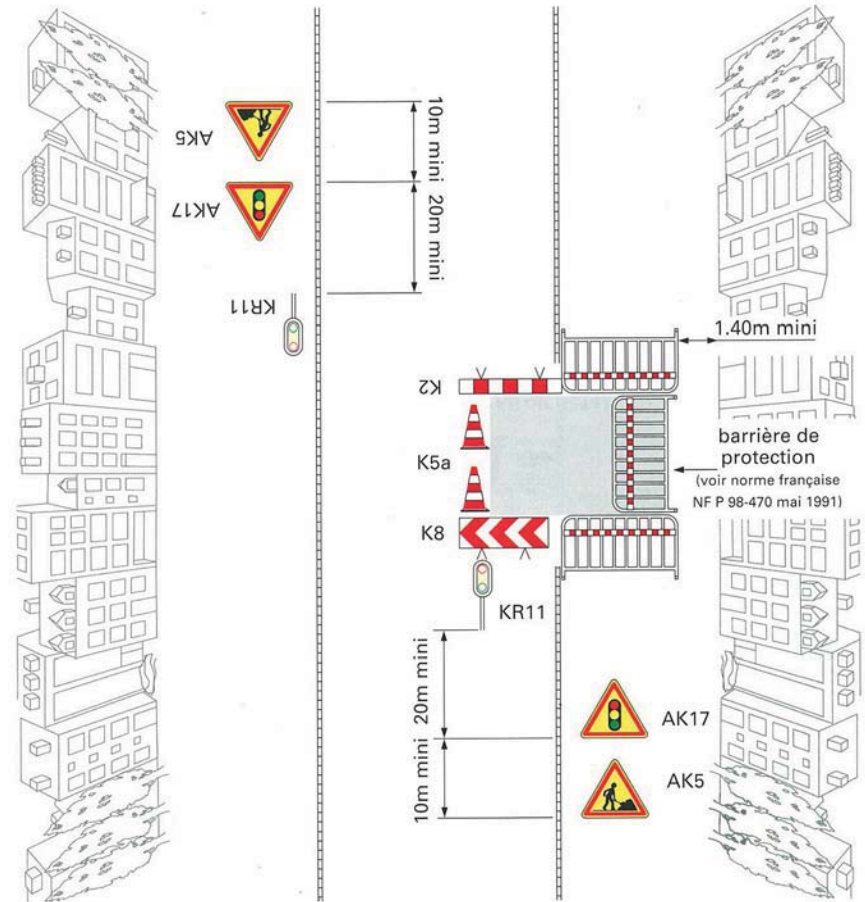 AK5
10m mini
AK17
20m mini
KR11
1.40m mini
K2
K5a
barrière de
protection
(voir norme française
NF P 98-470 mai 1991)
K8
KR11
20m mini
AK17
10m mini
AK5